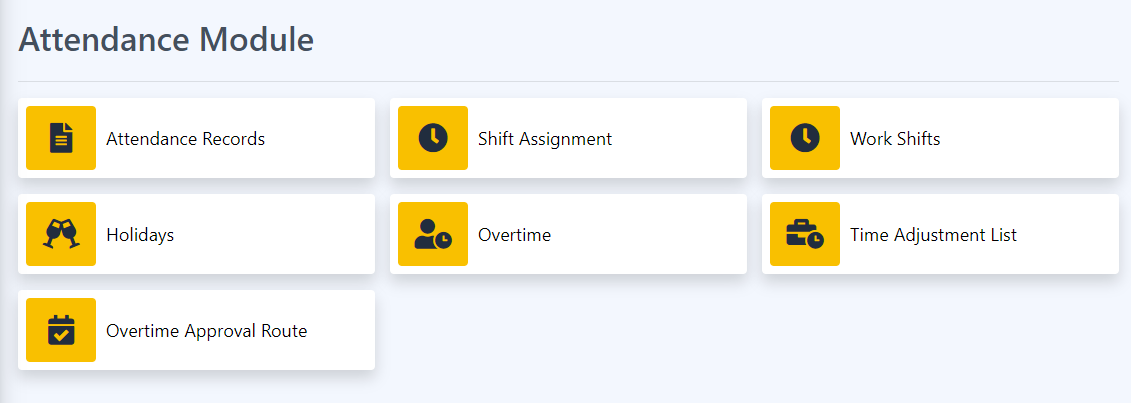 Attendance Module
Attendance Records
Shift Assignment
Work Shifts
Holidays
Overtime
Time Adjustment List
Overtime Approval Route